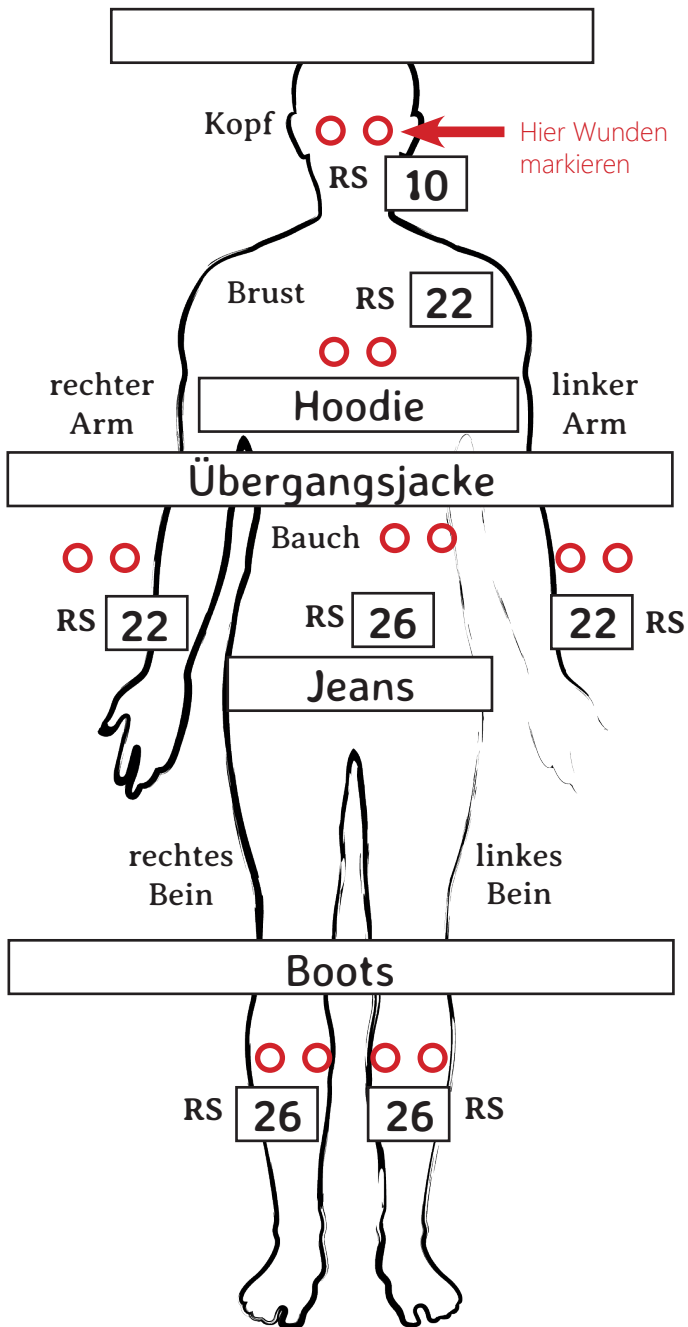 Kopf
Hier Wunden
markieren
RS 10
Brust RS 22
rechter
Arm
linker
Arm
Hoodie
Übergangsjacke
Bauch
RS 22
RS 26
22 RS
Jeans
rechtes
Bein
linkes
Bein
Boots
RS 26
26 RS